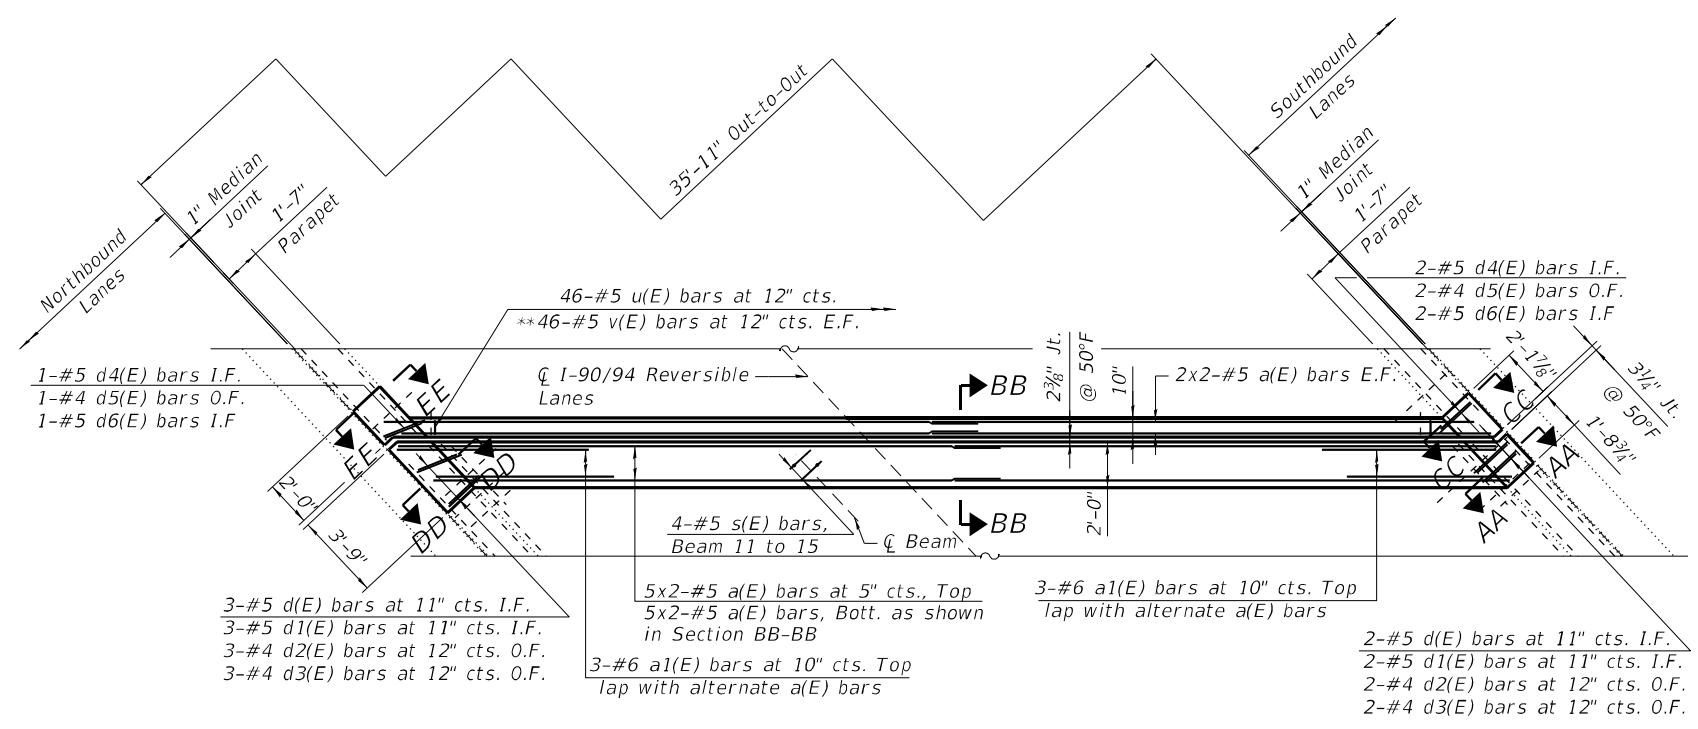 35'-11" Out-to-Out
Southbound
Lanes
1" Median
Joint
1'-7"
Parapet
Northbound
Lanes
1" Median
Joint
1'-7"
Parapet
2-#5 d4(E) bars I.F.
2-#4 d5(E) bars O.F.
2-#5 d6(E) bars I.F
46-#5 u(E) bars at 12" cts.
**46-#5 v(E) bars at 12" cts. E.F.
1-#5 d4(E) bars I.F.
1-#4 d5(E) bars O.F.
1-#5 d6(E) bars I.F
℄ I-90/94 Reversible
Lanes
BB
2⅜" Jt.
@ 50°F
10"
2x2-#5 a(E) bars E.F.
2'-1⅞"
3¼" Jt.
@ 50°F
1'-8¾"
EE
EE
DD
DD
CC
CC
AA
AA
2'-0"
3'-9"
4-#5 s(E) bars,
Beam 11 to 15
℄ Beam
BB
2'-0"
5x2-#5 a(E) bars at 5" cts., Top
5x2-#5 a(E) bars, Bott. as shown
in Section BB-BB
3-#6 a1(E) bars at 10" cts. Top
lap with alternate a(E) bars
3-#5 d(E) bars at 11" cts. I.F.
3-#5 d1(E) bars at 11" cts. I.F.
3-#4 d2(E) bars at 12" cts. O.F.
3-#4 d3(E) bars at 12" cts. O.F.
3-#6 a1(E) bars at 10" cts. Top
lap with alternate a(E) bars
2-#5 d(E) bars at 11" cts. I.F.
2-#5 d1(E) bars at 11" cts. I.F.
2-#4 d2(E) bars at 12" cts. O.F.
2-#4 d3(E) bars at 12" cts. O.F.